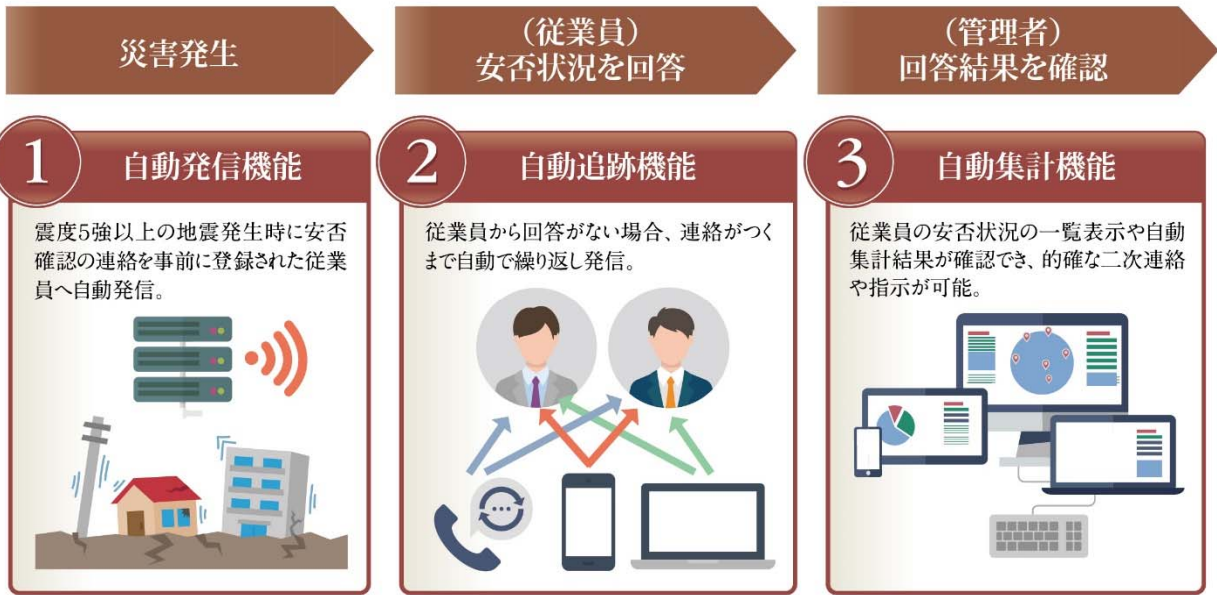 災害発生
（従業員）
安否状況を回答
（管理者）
回答結果を確認
1
自動発信機能
震度5強以上の地震発生時に安否
確認の連絡を事前に登録された従業
員へ自動発信。
2
自動追跡機能
従業員から回答がない場合、連絡がつく
まで自動で繰り返し発信。
3
自動集計機能
従業員の安否状況の一覧表示や自動
集計結果が確認でき、的確な二次連絡
や指示が可能。